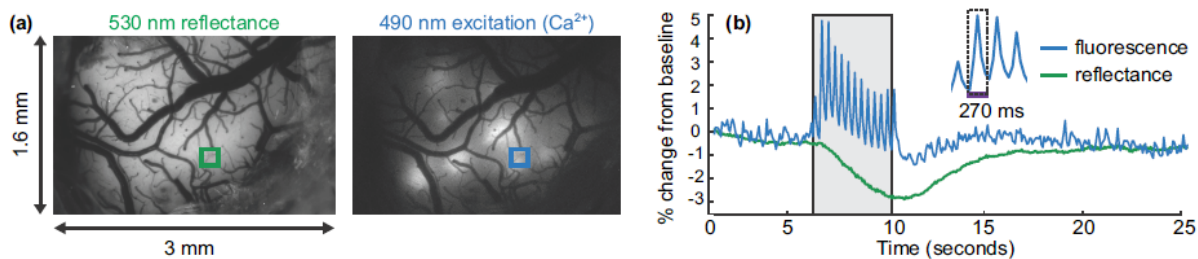 (a)
530 nm reflectance
490 nm excitation (Ca²⁺)
1.6 mm
3 mm
(b)
% change from baseline
5
4
3
2
1
0
-1
-2
-3
0
5
10
15
20
25
Time (seconds)
270 ms
fluorescence
reflectance